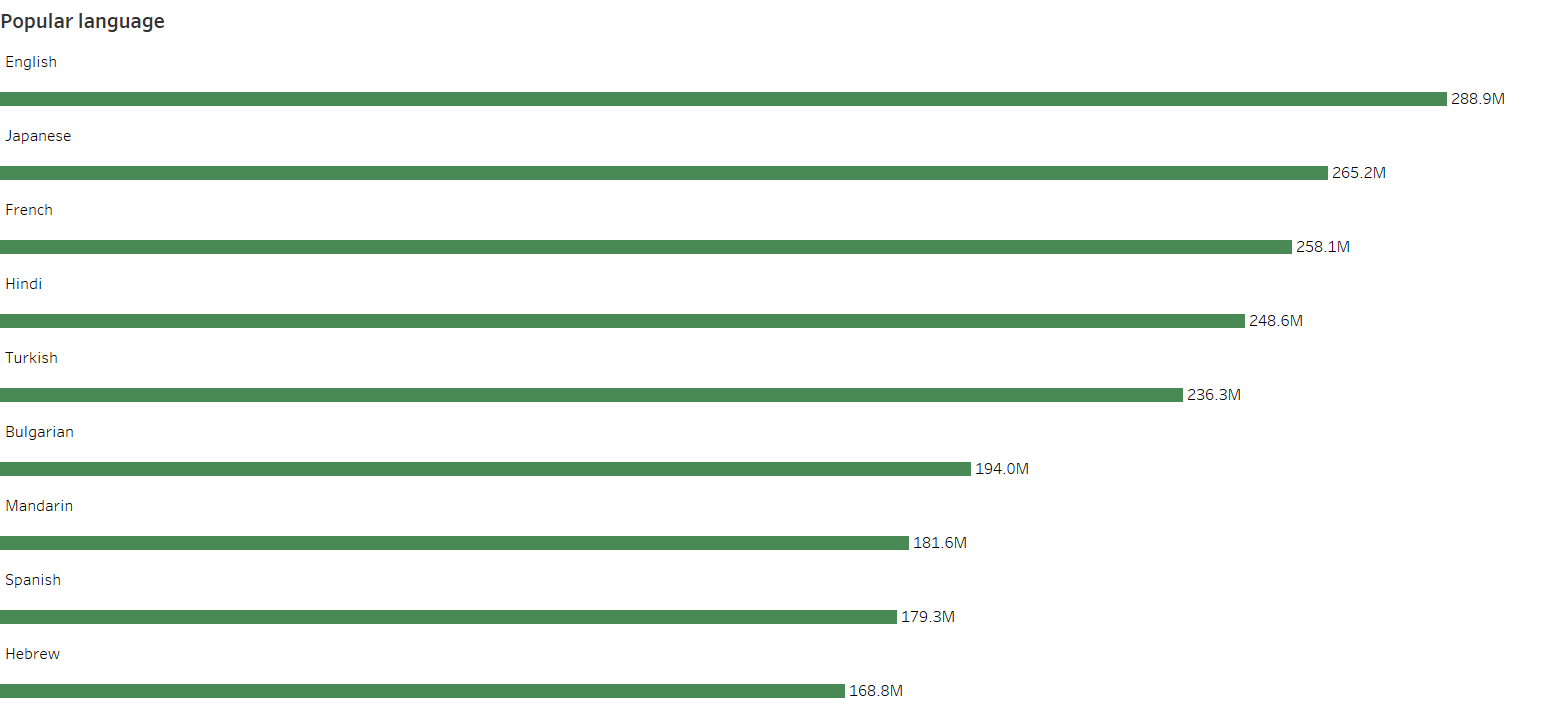 Popular language
English
288.9M
Japanese
265.2M
French
258.1M
Hindi
248.6M
Turkish
236.3M
Bulgarian
194.0M
Mandarin
181.6M
Spanish
179.3M
Hebrew
168.8M